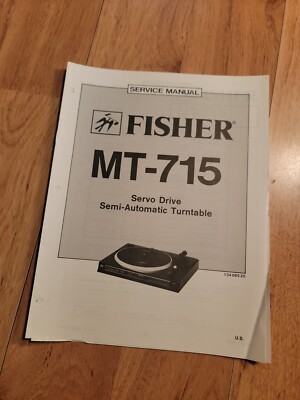 SERVICE MANUAL
FISHER®
MT-715
Servo Drive
Semi-Automatic Turntable
U.S.